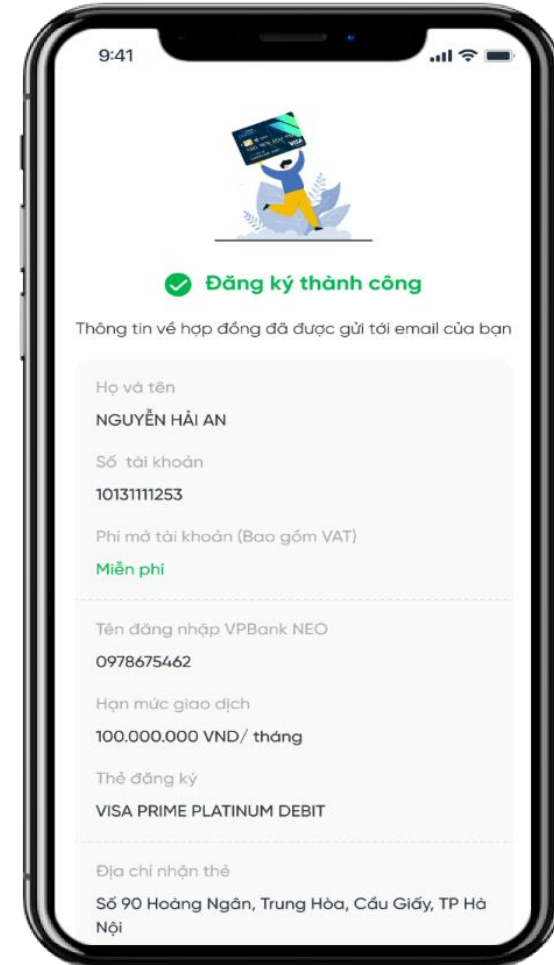 9:41
Đăng ký thành công
Thông tin về hợp đồng đã được gửi tới email của bạn
Họ và tên
NGUYỄN HẢI AN
Số tài khoản
10131111253
Phí mở tài khoản (Bao gồm VAT)
Miễn phí
Tên đăng nhập VPBank NEO
0978675462
Hạn mức giao dịch
100.000.000 VND/ tháng
Thẻ đăng ký
VISA PRIME PLATINUM DEBIT
Địa chỉ nhận thẻ
Số 90 Hoàng Ngân, Trung Hòa, Cầu Giấy, TP Hà
Nội